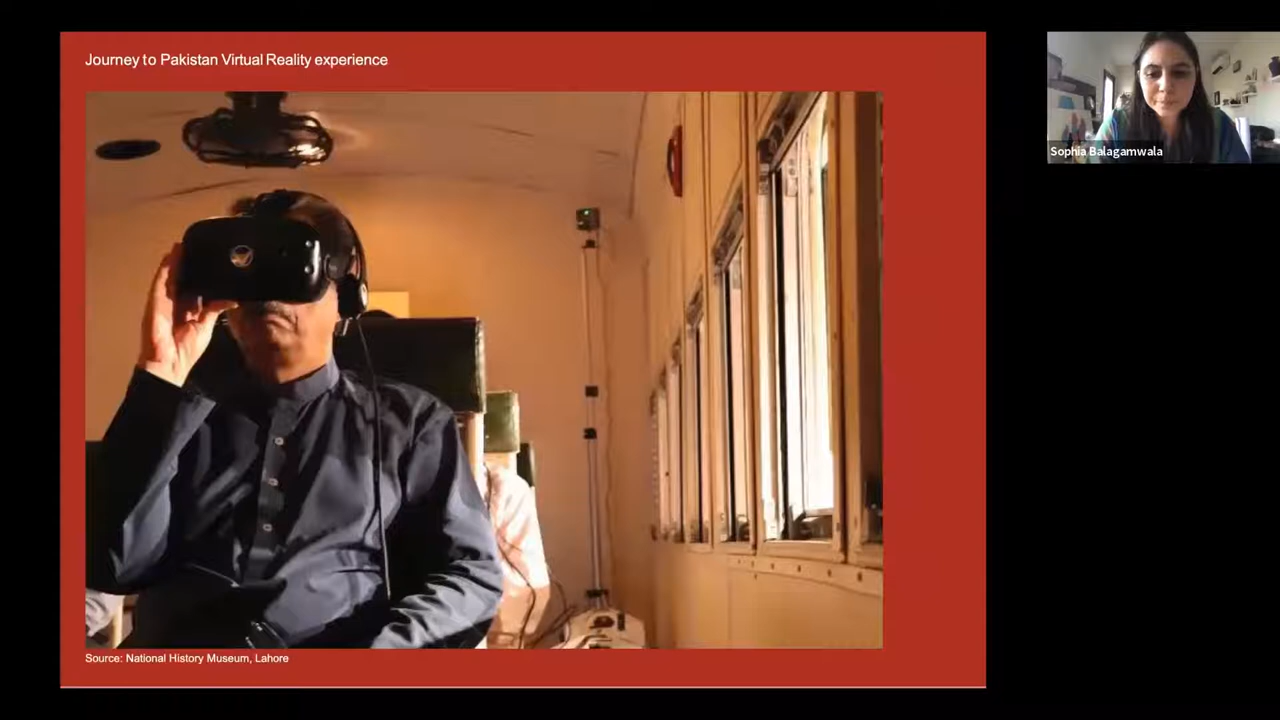 Journey to Pakistan Virtual Reality experience
Sophia Balagamwala
Source: National History Museum, Lahore